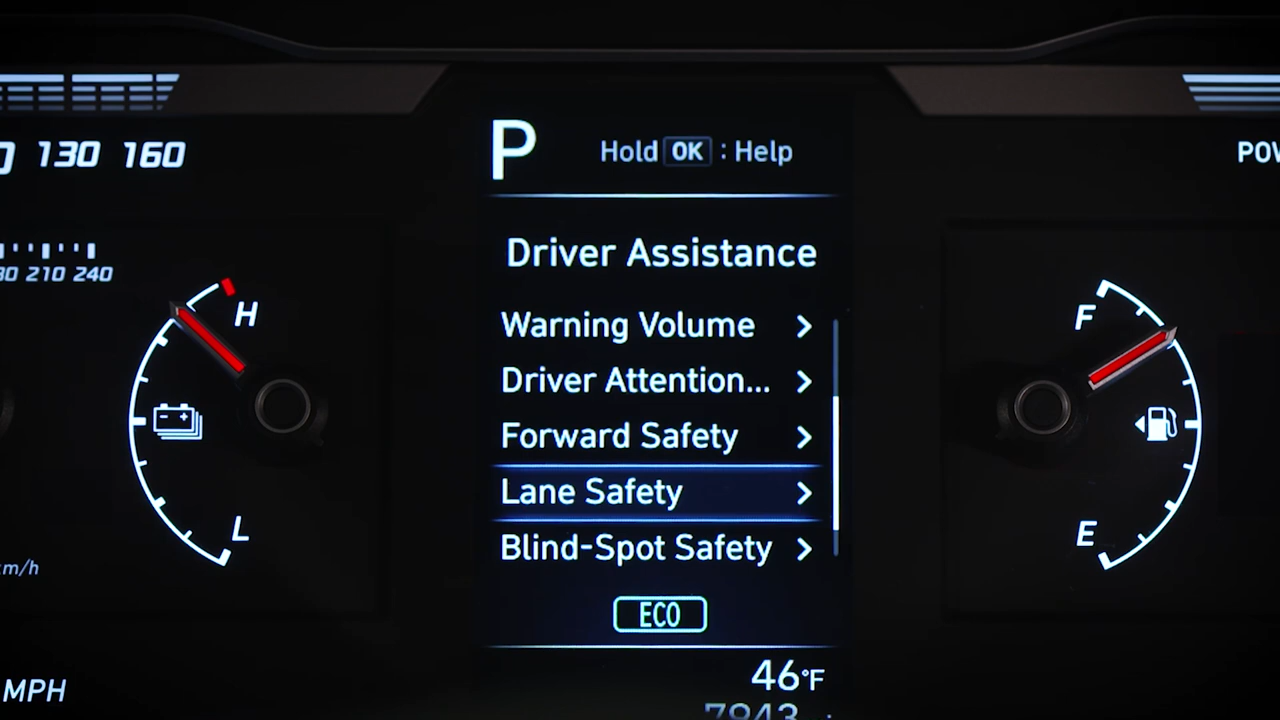 P
Hold OK : Help
130 160
Driver Assistance
210 240
H
F
Warning Volume
Driver Attention...
Forward Safety
Lane Safety
Blind-Spot Safety
L
E
km/h
ECO
46°F
MPH